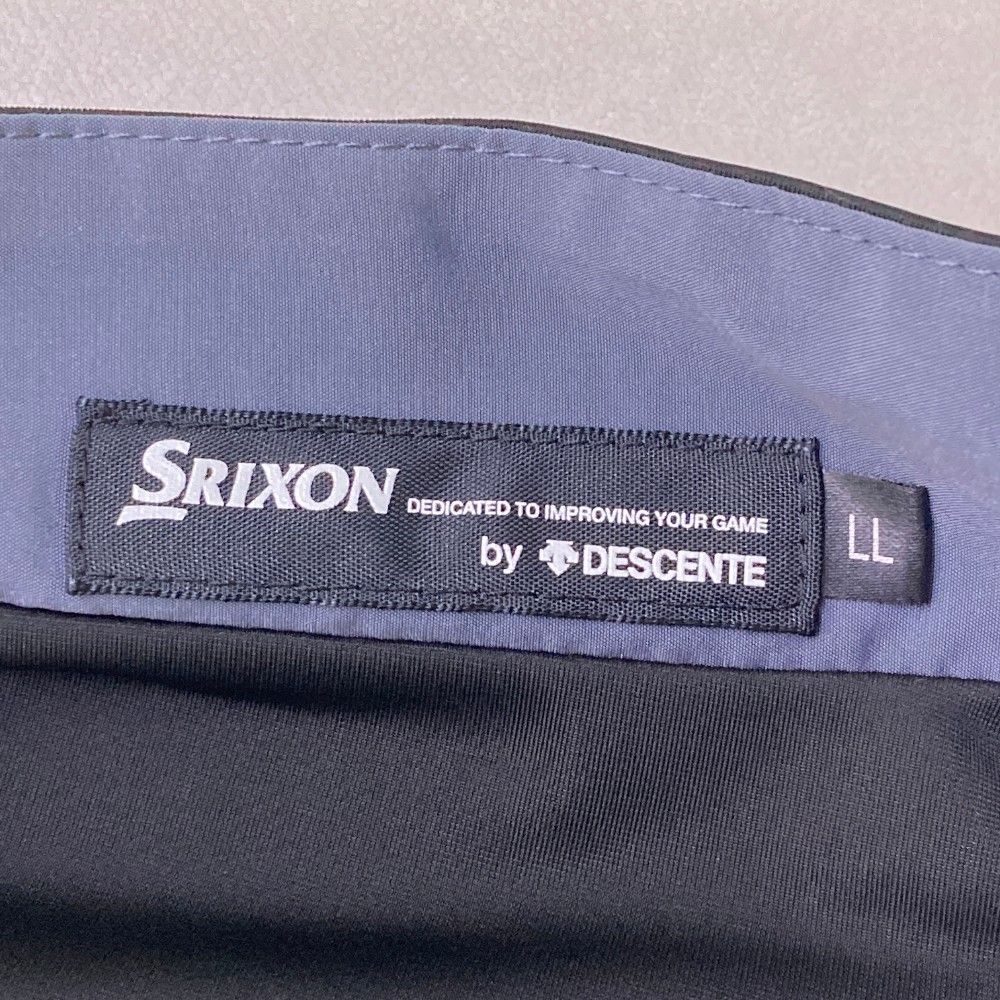 SRIXON DEDICATED TO IMPROVING YOUR GAME
by DESCENTE
LL